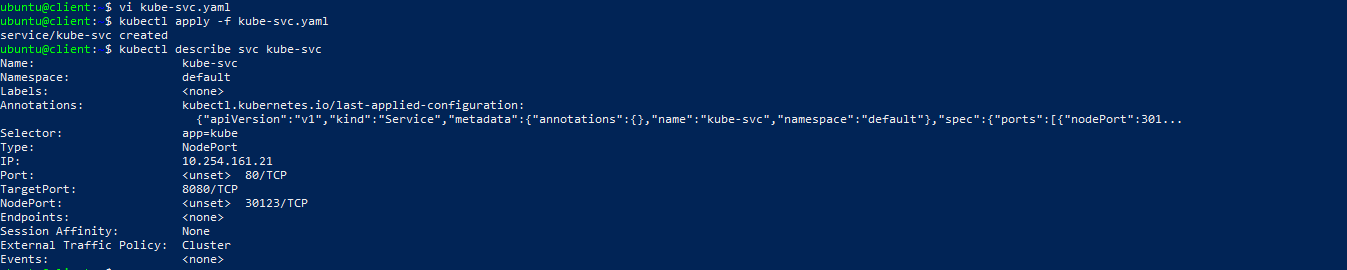 ubuntu@client: $ vi kube-svc.yaml
ubuntu@client: $ kubectl apply -f kube-svc.yaml
service/kube-svc created
ubuntu@client: $ kubectl describe svc kube-svc
Name:                     kube-svc
Namespace:                default
Labels:                   <none>
Annotations:              kubectl.kubernetes.io/last-applied-configuration:
                            {"apiVersion":"v1","kind":"Service","metadata":{"annotations":{},"name":"kube-svc","namespace":"default"},"spec":{"ports":[{"nodePort":301...
Selector:                 app=kube
Type:                     NodePort
IP:                       10.254.161.21
Port:                     <unset>  80/TCP
TargetPort:               8080/TCP
NodePort:                 <unset>  30123/TCP
Endpoints:                <none>
Session Affinity:         None
External Traffic Policy:  Cluster
Events:                   <none>